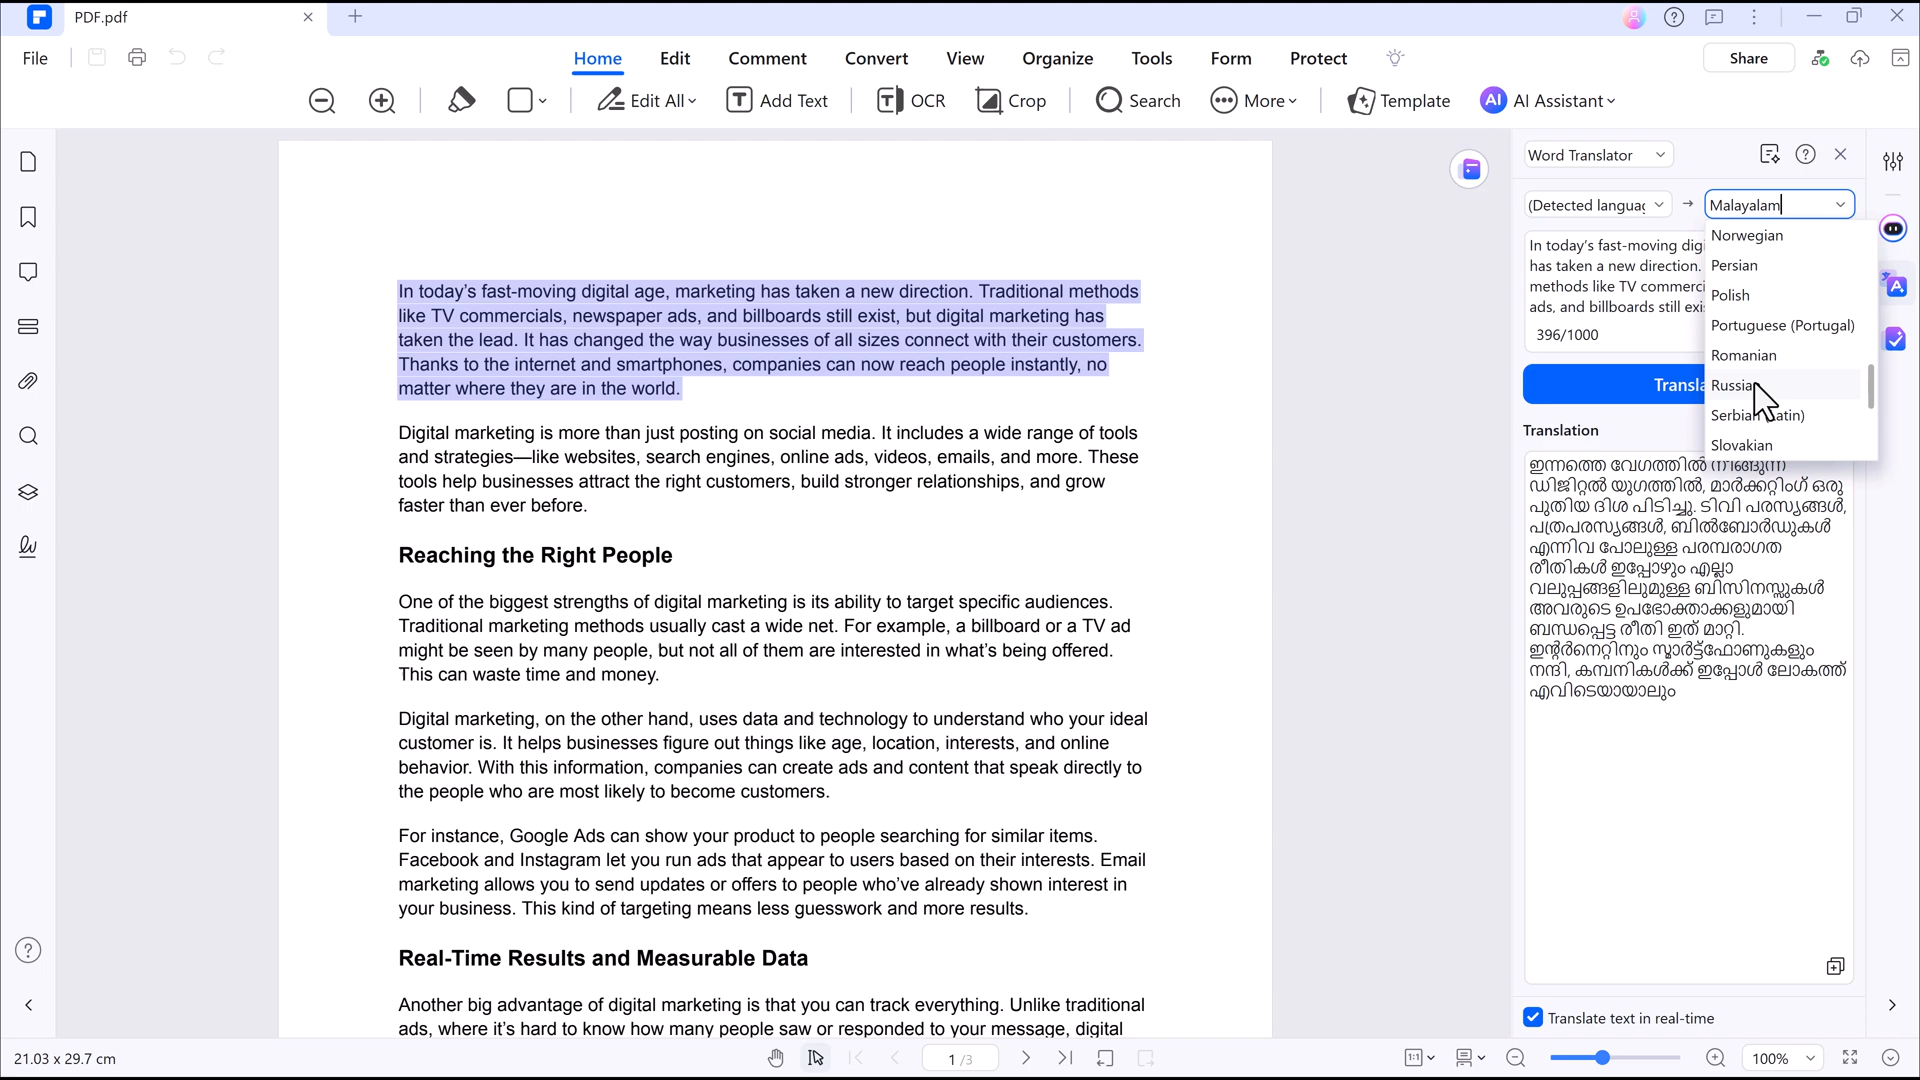 PDF.pdf
File
Home Edit Comment Convert View Organize Tools Form Protect
Share
Edit All Add Text OCR Crop Search More Template AI AI Assistant
In today's fast-moving digital age, marketing has taken a new direction. Traditional methods
like TV commercials, newspaper ads, and billboards still exist, but digital marketing has
taken the lead. It has changed the way businesses of all sizes connect with their customers.
Thanks to the internet and smartphones, companies can now reach people instantly, no
matter where they are in the world.
Digital marketing is more than just posting on social media. It includes a wide range of tools
and strategies—like websites, search engines, online ads, videos, emails, and more. These
tools help businesses attract the right customers, build stronger relationships, and grow
faster than ever before.
Reaching the Right People
One of the biggest strengths of digital marketing is its ability to target specific audiences.
Traditional marketing methods usually cast a wide net. For example, a billboard or a TV ad
might be seen by many people, but not all of them are interested in what's being offered.
This can waste time and money.
Digital marketing, on the other hand, uses data and technology to understand who your ideal
customer is. It helps businesses figure out things like age, location, interests, and online
behavior. With this information, companies can create ads and content that speak directly to
the people who are most likely to become customers.
For instance, Google Ads can show your product to people searching for similar items.
Facebook and Instagram let you run ads that appear to users based on their interests. Email
marketing allows you to send updates or offers to people who've already shown interest in
your business. This kind of targeting means less guesswork and more results.
Real-Time Results and Measurable Data
Another big advantage of digital marketing is that you can track everything. Unlike traditional
ads, where it's hard to know how many people saw or responded to your message, digital
Word Translator
(Detected languag → Malayalam
In today's fast-moving dig
has taken a new direction.
methods like TV commerci
ads, and billboards still exi
396/1000
Norwegian
Persian
Polish
Portuguese (Portugal)
Romanian
Russian
Serbian (Latin)
Slovakian
Transla
Translation
ഇന്നത്തെ വേഗത്തിൽ നീങ്ങുന്ന
ഡിജിറ്റൽ യുഗത്തിൽ, മാർക്കറ്റിംഗ് ഒരു
പുതിയ ദിശ പിടിച്ചു. ടിവി പരസ്യങ്ങൾ,
പത്രപരസ്യങ്ങൾ, ബിൽബോർഡുകൾ
എന്നിവ പോലുള്ള പരമ്പരാഗത
രീതികൾ ഇപ്പോഴും എല്ലാ
വലുപ്പങ്ങളിലുമുള്ള ബിസിനസ്സുകൾ
അവരുടെ ഉപഭോക്താക്കളുമായി
ബന്ധപ്പെട്ട രീതി ഇത് മാറ്റി.
ഇന്റർനെറ്റിനും സ്മാർട്ട്ഫോണുകളും
നന്ദി, കമ്പനികൾക്ക് ഇപ്പോൾ ലോകത്ത്
എവിടെയായാലും
Translate text in real-time
21.03 x 29.7 cm
1 /3
100%